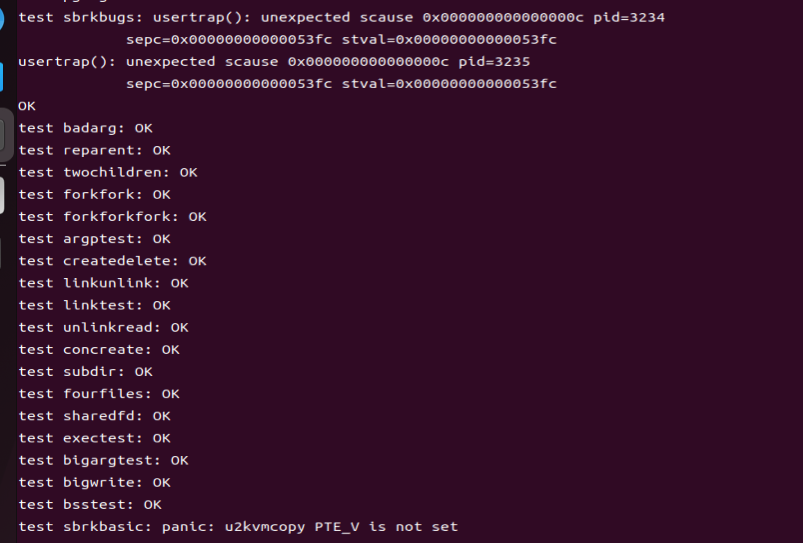 test sbrkbugs: usertrap(): unexpected scause 0x000000000000000c pid=3234
sepc=0x00000000000053fc stval=0x00000000000053fc
usertrap(): unexpected scause 0x000000000000000c pid=3235
sepc=0x00000000000053fc stval=0x00000000000053fc
OK
test badarg: OK
test reparent: OK
test twochildren: OK
test forkfork: OK
test forkforkfork: OK
test argptest: OK
test createdelete: OK
test linkunlink: OK
test linktest: OK
test unlinkread: OK
test concreate: OK
test subdir: OK
test fourfiles: OK
test sharedfd: OK
test exectest: OK
test bigargtest: OK
test bigwrite: OK
test bsstest: OK
test sbrkbasic: panic: u2kvmcopy PTE_V is not set